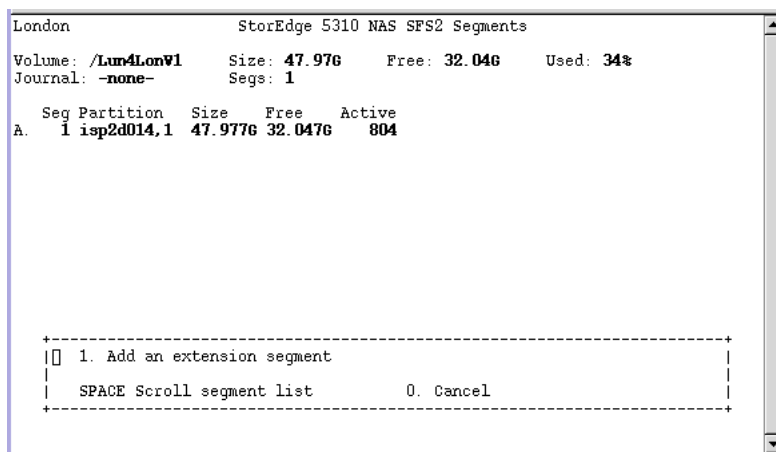 London StorEdge 5310 NAS SFS2 Segments
Volume: /Lun4LonV1 Size: 47.97G Free: 32.04G Used: 34%
Journal: -none- Segs: 1
Seg Partition Size Free Active
A. 1 isp2d014,1 47.977G 32.047G 804
1. Add an extension segment
SPACE Scroll segment list 0. Cancel